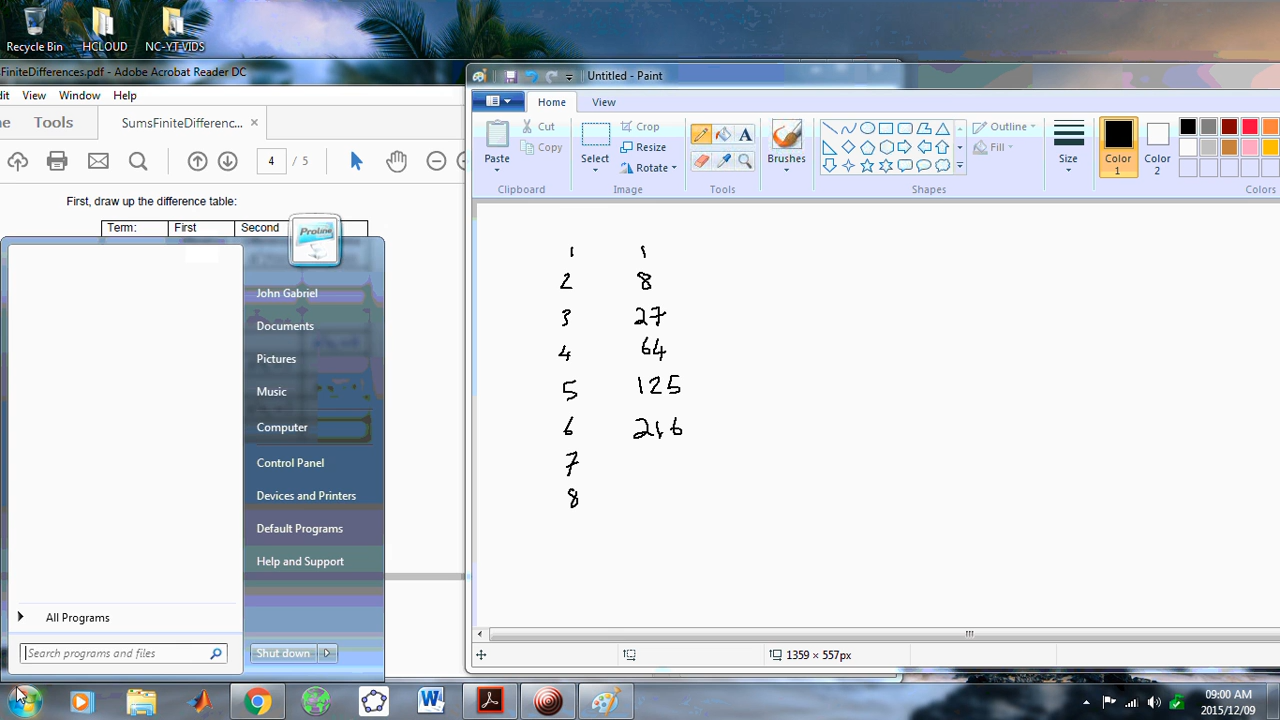 Recycle Bin
HCLOUD
NC-YT-VIDS
FiniteDifferences.pdf - Adobe Acrobat Reader DC
Untitled - Paint
View Window Help
Home View
Tools
SumsFiniteDifferenc...
4 / 5
Paste
Cut
Copy
Clipboard
Select
Crop
Resize
Rotate
Image
A
Tools
Brushes
Outline
Fill
Shapes
Size
Color 1
Color 2
Colors
First, draw up the difference table:
Term: First Second
Proline
John Gabriel
Documents
Pictures
Music
Computer
Control Panel
Devices and Printers
Default Programs
Help and Support
All Programs
Search programs and files
Shut down
1 1
2 8
3 27
4 64
5 125
6 216
7
8
1359 × 557px
W
09:00 AM
2015/12/09